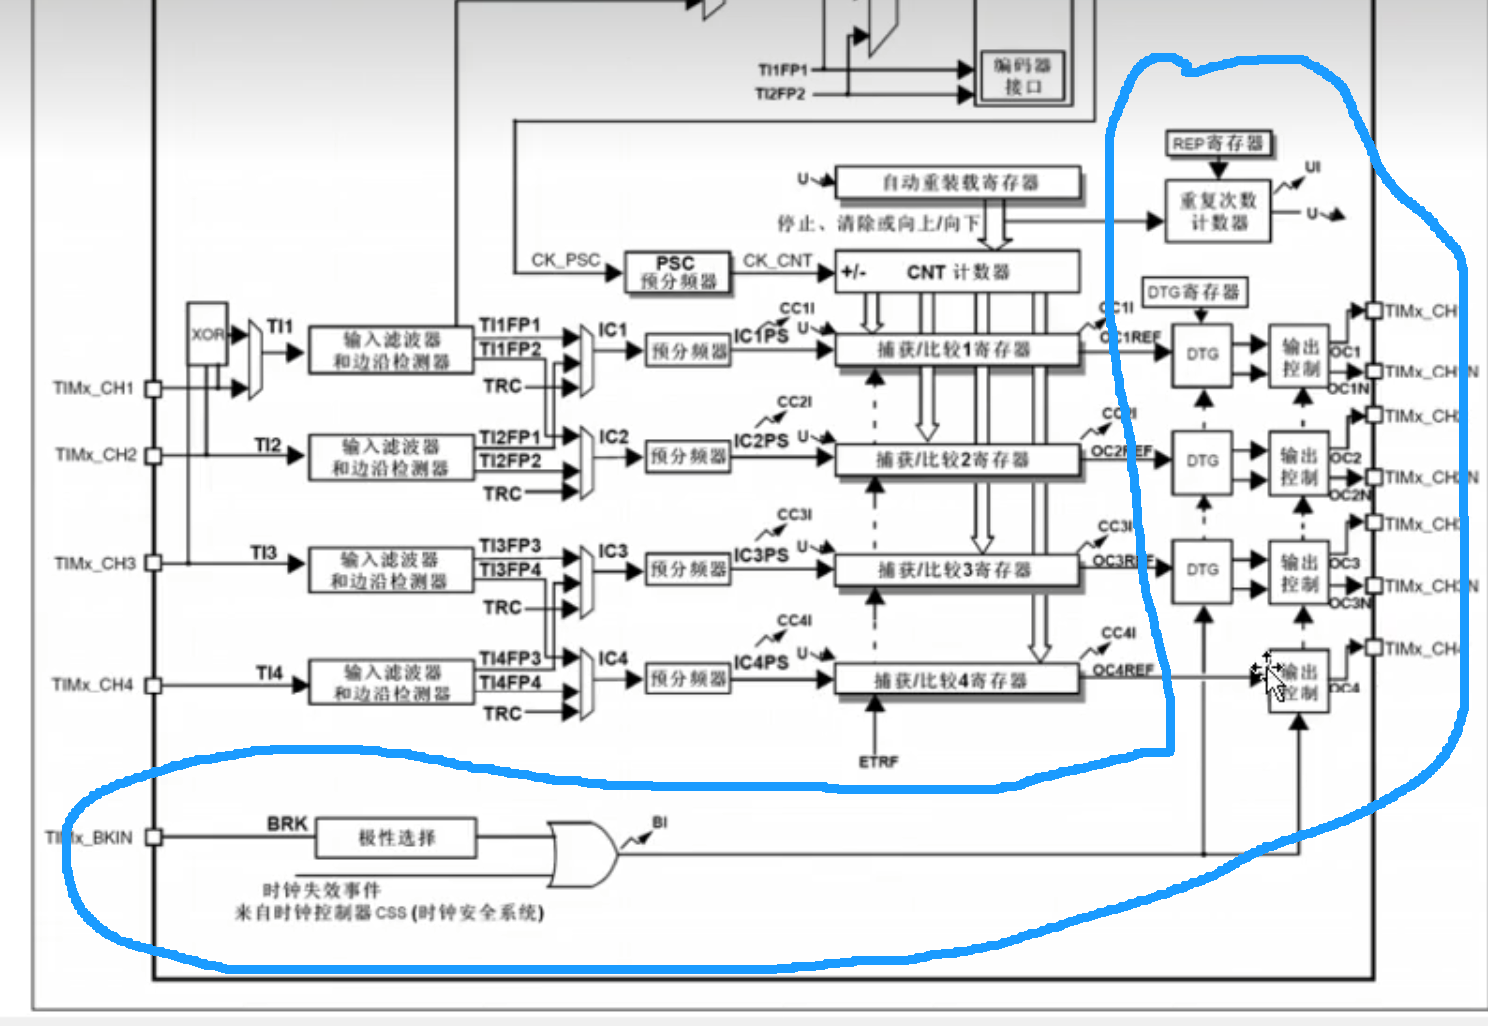 TI1FP1
TI2FP2
编码器
接口
REP寄存器
UI
U
自动重装载寄存器
重复次数
计数器
U
停止、清除或向上/向下
CK_PSC
PSC
预分频器
CK_CNT
+/-
CNT 计数器
DTG寄存器
XOR
TI1
输入滤波器
和边沿检测器
TI1FP1
TI1FP2
TRC
IC1
预分频器
IC1PS
CC1I
U
捕获/比较1寄存器
CC1I
OC1REF
DTG
输出
控制
OC1
OC1N
TIMx_CH1
TIMx_CH1
TIMx_CH1N
TIMx_CH2
TI2
输入滤波器
和边沿检测器
TI2FP1
TI2FP2
TRC
IC2
预分频器
IC2PS
CC2I
U
捕获/比较2寄存器
CC2I
OC2REF
DTG
输出
控制
OC2
OC2N
TIMx_CH2
TIMx_CH2N
TIMx_CH3
TI3
输入滤波器
和边沿检测器
TI3FP3
TI3FP4
TRC
IC3
预分频器
IC3PS
CC3I
U
捕获/比较3寄存器
CC3I
OC3REF
DTG
输出
控制
OC3
OC3N
TIMx_CH3
TIMx_CH3N
TIMx_CH4
TI4
输入滤波器
和边沿检测器
TI4FP3
TI4FP4
TRC
IC4
预分频器
IC4PS
CC4I
U
捕获/比较4寄存器
CC4I
OC4REF
输出
控制
OC4
TIMx_CH4
ETRF
TIMx_BKIN
BRK
极性选择
BI
时钟失效事件
来自时钟控制器CSS (时钟安全系统)